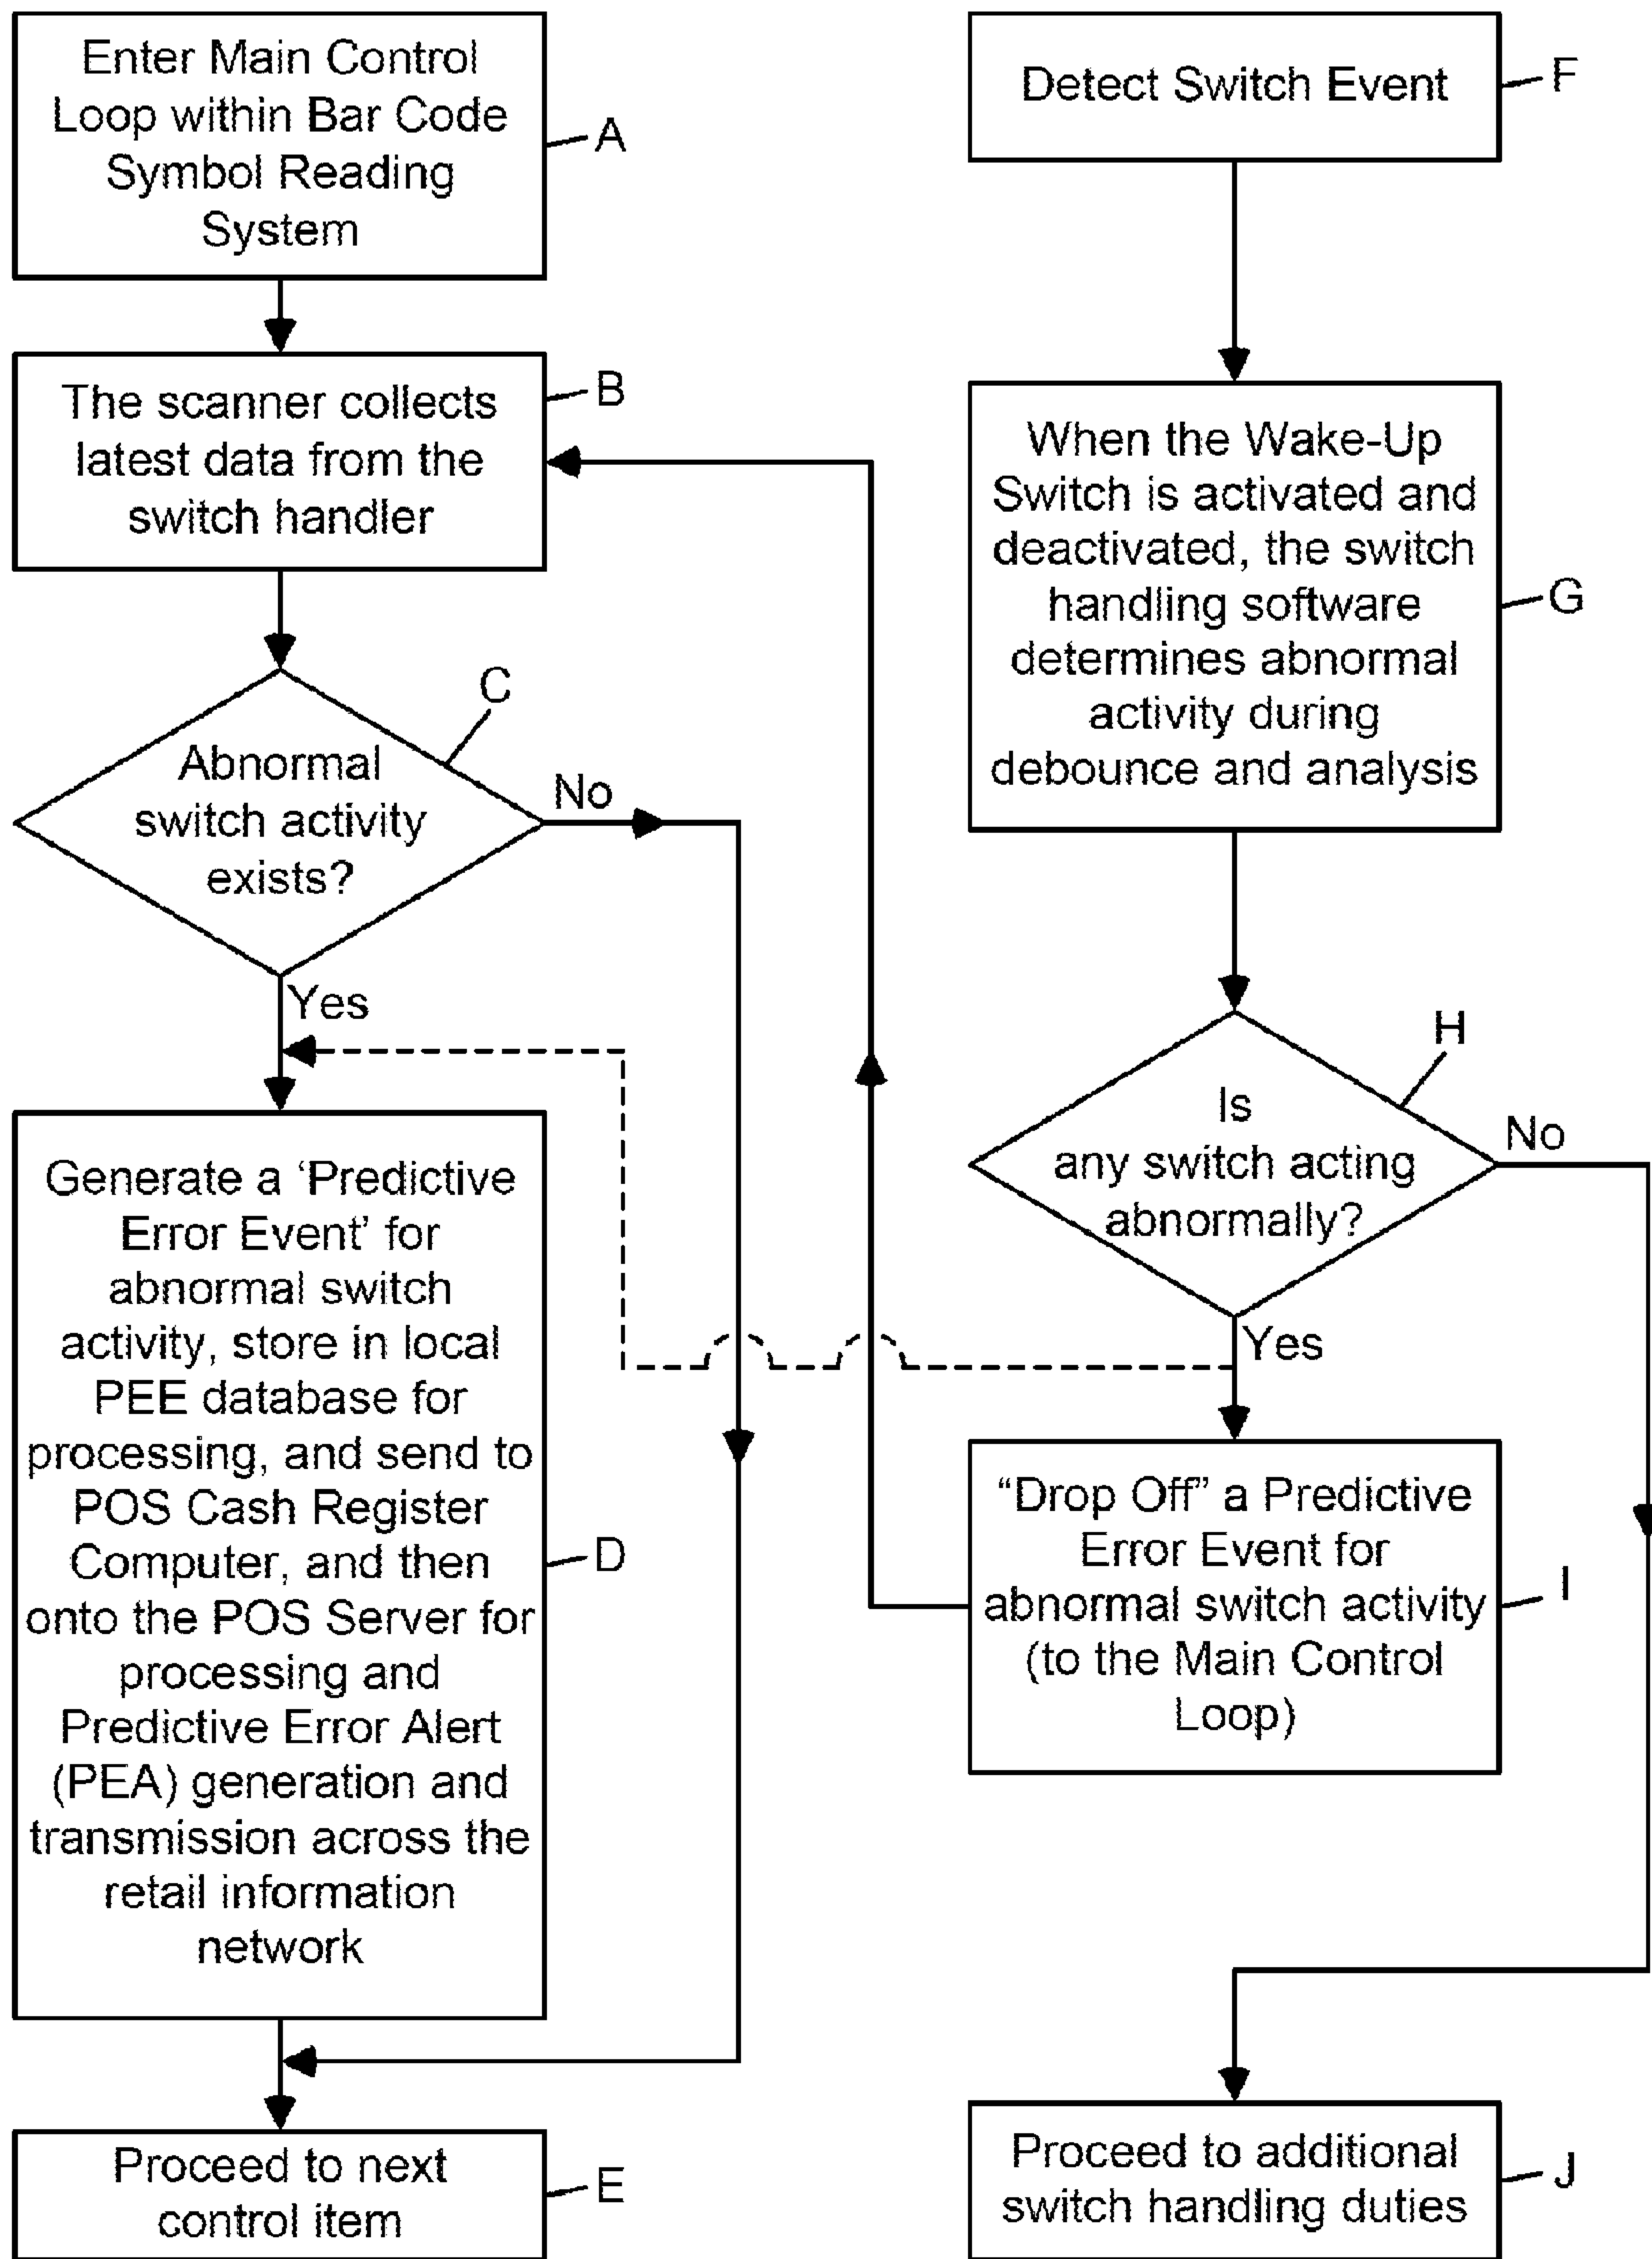 Enter Main Control
Loop within Bar Code
Symbol Reading
System
A
The scanner collects
latest data from the
switch handler
B
Abnormal
switch activity
exists?
C
No
Yes
Generate a ‘Predictive
Error Event’ for
abnormal switch
activity, store in local
PEE database for
processing, and send to
POS Cash Register
Computer, and then
onto the POS Server for
processing and
Predictive Error Alert
(PEA) generation and
transmission across the
retail information
network
D
Proceed to next
control item
E
Detect Switch Event
F
When the Wake-Up
Switch is activated and
deactivated, the switch
handling software
determines abnormal
activity during
debounce and analysis
G
Is
any switch acting
abnormally?
H
No
Yes
“Drop Off” a Predictive
Error Event for
abnormal switch activity
(to the Main Control
Loop)
I
Proceed to additional
switch handling duties
J